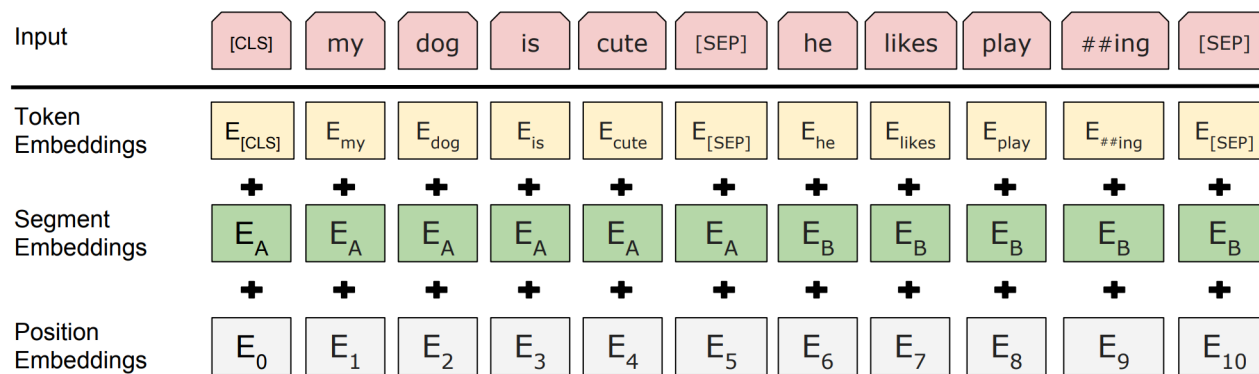 Input [CLS] my dog is cute [SEP] he likes play ##ing [SEP]
Token
Embeddings E[CLS] Emy Edog Eis Ecute E[SEP] Ehe Elikes Eplay E##ing E[SEP]
+ + + + + + + + + + +
Segment
Embeddings EA EA EA EA EA EA EB EB EB EB EB
+ + + + + + + + + + +
Position
Embeddings E0 E1 E2 E3 E4 E5 E6 E7 E8 E9 E10